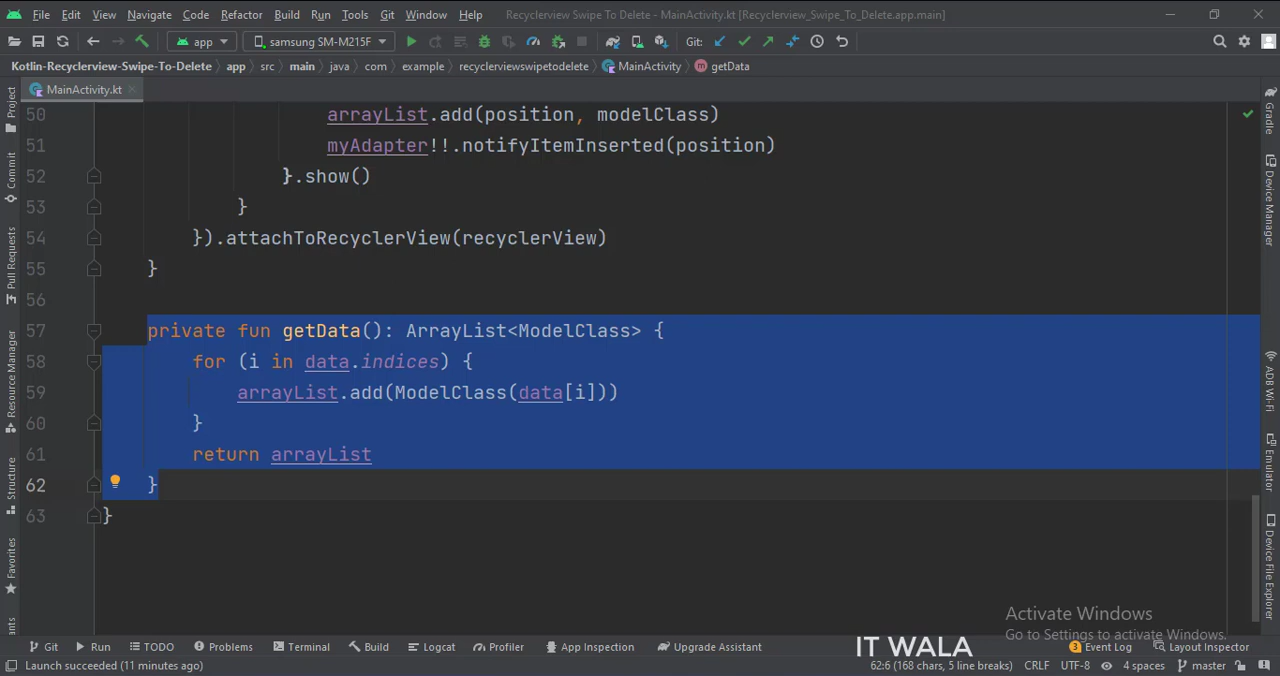 File Edit View Navigate Code Refactor Build Run Tools Git Window Help Recyclerview Swipe To Delete - MainActivity.kt [Recyclerview_Swipe_To_Delete.app.main]
app samsung SM-M215F Git:
Kotlin-Recyclerview-Swipe-To-Delete app src main java com example recyclerviewswipetodelete MainActivity getData
MainActivity.kt
Project
Commit
Pull Requests
Resource Manager
Structure
Favorites
50 arrayList.add(position, modelClass)
51 myAdapter!!.notifyItemInserted(position)
52 }.show()
53 }
54 }).attachToRecyclerView(recyclerView)
55 }
56
57 private fun getData(): ArrayList<ModelClass> {
58 for (i in data.indices) {
59 arrayList.add(ModelClass(data[i]))
60 }
61 return arrayList
62 }
63 }
Gradle
Device Manager
ADB Wi-Fi
Emulator
Device File Explorer
Activate Windows
Go to Settings to activate Windows.
IT WALA
Git Run TODO Problems Terminal Build Logcat Profiler App Inspection Upgrade Assistant 3 Event Log Layout Inspector
Launch succeeded (11 minutes ago) 62:6 (168 chars, 5 line breaks) CRLF UTF-8 4 spaces master